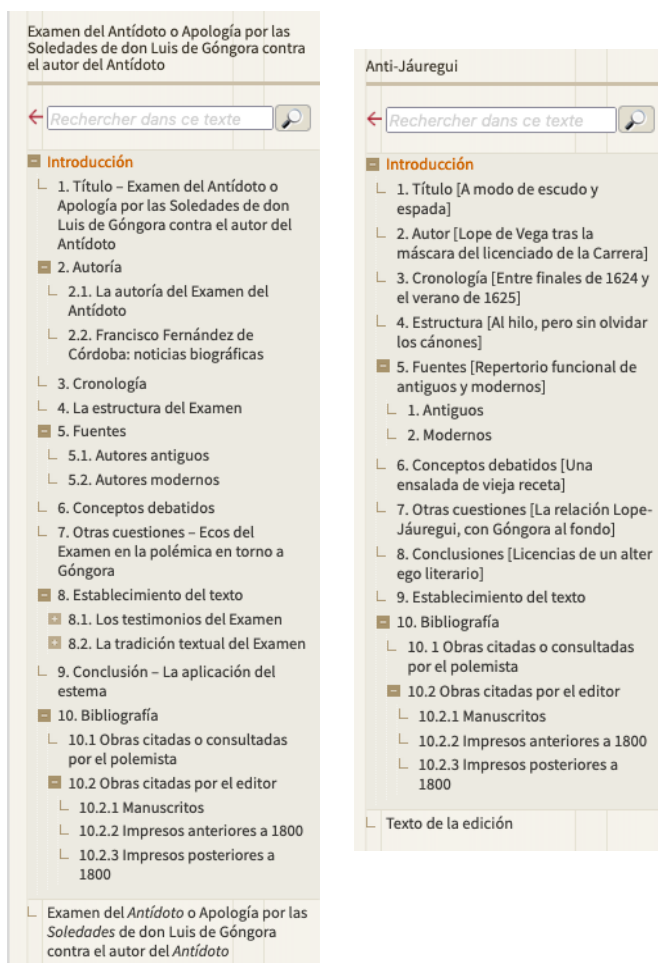 Examen del Antídoto o Apología por las
Soledades de don Luis de Góngora contra
el autor del Antídoto
Rechercher dans ce texte
Introducción
1. Título – Examen del Antídoto o
Apología por las Soledades de don
Luis de Góngora contra el autor del
Antídoto
2. Autoría
2.1. La autoría del Examen del
Antídoto
2.2. Francisco Fernández de
Córdoba: noticias biográficas
3. Cronología
4. La estructura del Examen
5. Fuentes
5.1. Autores antiguos
5.2. Autores modernos
6. Conceptos debatidos
7. Otras cuestiones – Ecos del
Examen en la polémica en torno a
Góngora
8. Establecimiento del texto
8.1. Los testimonios del Examen
8.2. La tradición textual del Examen
9. Conclusión – La aplicación del
estema
10. Bibliografía
10.1 Obras citadas o consultadas
por el polemista
10.2 Obras citadas por el editor
10.2.1 Manuscritos
10.2.2 Impresos anteriores a 1800
10.2.3 Impresos posteriores a
1800
Examen del Antídoto o Apología por las
Soledades de don Luis de Góngora
contra el autor del Antídoto
Anti-Jáuregui
Rechercher dans ce texte
Introducción
1. Título [A modo de escudo y
espada]
2. Autor [Lope de Vega tras la
máscara del licenciado de la Carrera]
3. Cronología [Entre finales de 1624 y
el verano de 1625]
4. Estructura [Al hilo, pero sin olvidar
los cánones]
5. Fuentes [Repertorio funcional de
antiguos y modernos]
1. Antiguos
2. Modernos
6. Conceptos debatidos [Una
ensalada de vieja receta]
7. Otras cuestiones [La relación Lope-
Jáuregui, con Góngora al fondo]
8. Conclusiones [Licencias de un alter
ego literario]
9. Establecimiento del texto
10. Bibliografía
10. 1 Obras citadas o consultadas
por el polemista
10.2 Obras citadas por el editor
10.2.1 Manuscritos
10.2.2 Impresos anteriores a 1800
10.2.3 Impresos posteriores a
1800
Texto de la edición